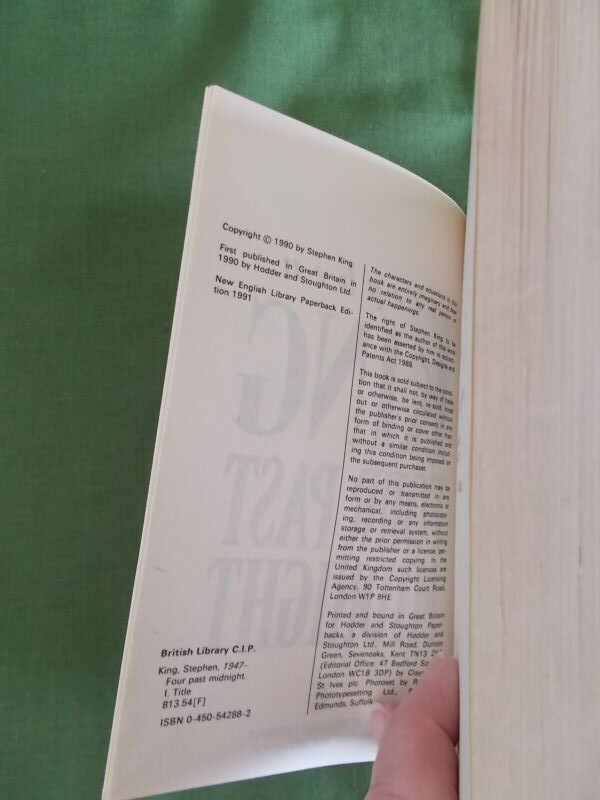 Copyright © 1990 by Stephen King
First published in Great Britain in
1990 by Hodder and Stoughton Ltd.
New English Library Paperback Edi-
tion 1991
British Library C.I.P.
King, Stephen, 1947-
Four past midnight.
I. Title
813.54[F]
ISBN 0-450-54288-2
The characters and situations in this
book are entirely imaginary and bear
no relation to any real person or
actual happenings.
The right of Stephen King to be
identified as the author of this work
has been asserted by him in accord-
ance with the Copyright, Designs and
Patents Act 1988.
This book is sold subject to the condi-
tion that it shall not, by way of trade
or otherwise, be lent, re-sold, hired
out or otherwise circulated without
the publisher's prior consent in any
form of binding or cover other than
that in which it is published and
without a similar condition includ-
ing this condition being imposed on
the subsequent purchaser.
No part of this publication may be
reproduced or transmitted in any
form or by any means, electronic or
mechanical, including photocopy-
ing, recording or any information
storage or retrieval system, without
either the prior permission in writing
from the publisher or a licence, per-
mitting restricted copying. In the
United Kingdom such licences are
issued by the Copyright Licensing
Agency, 90 Tottenham Court Road,
London W1P 9HE.
Printed and bound in Great Britain
for Hodder and Stoughton Paper-
backs, a division of Hodder and
Stoughton Ltd., Mill Road, Dunton
Green, Sevenoaks, Kent TN13
(Editorial Office: 47 Bedford
London WC1B 3DP) by
St Ives plc. Photoset by R
Phototypesetting Ltd.,
Edmunds, Suffolk